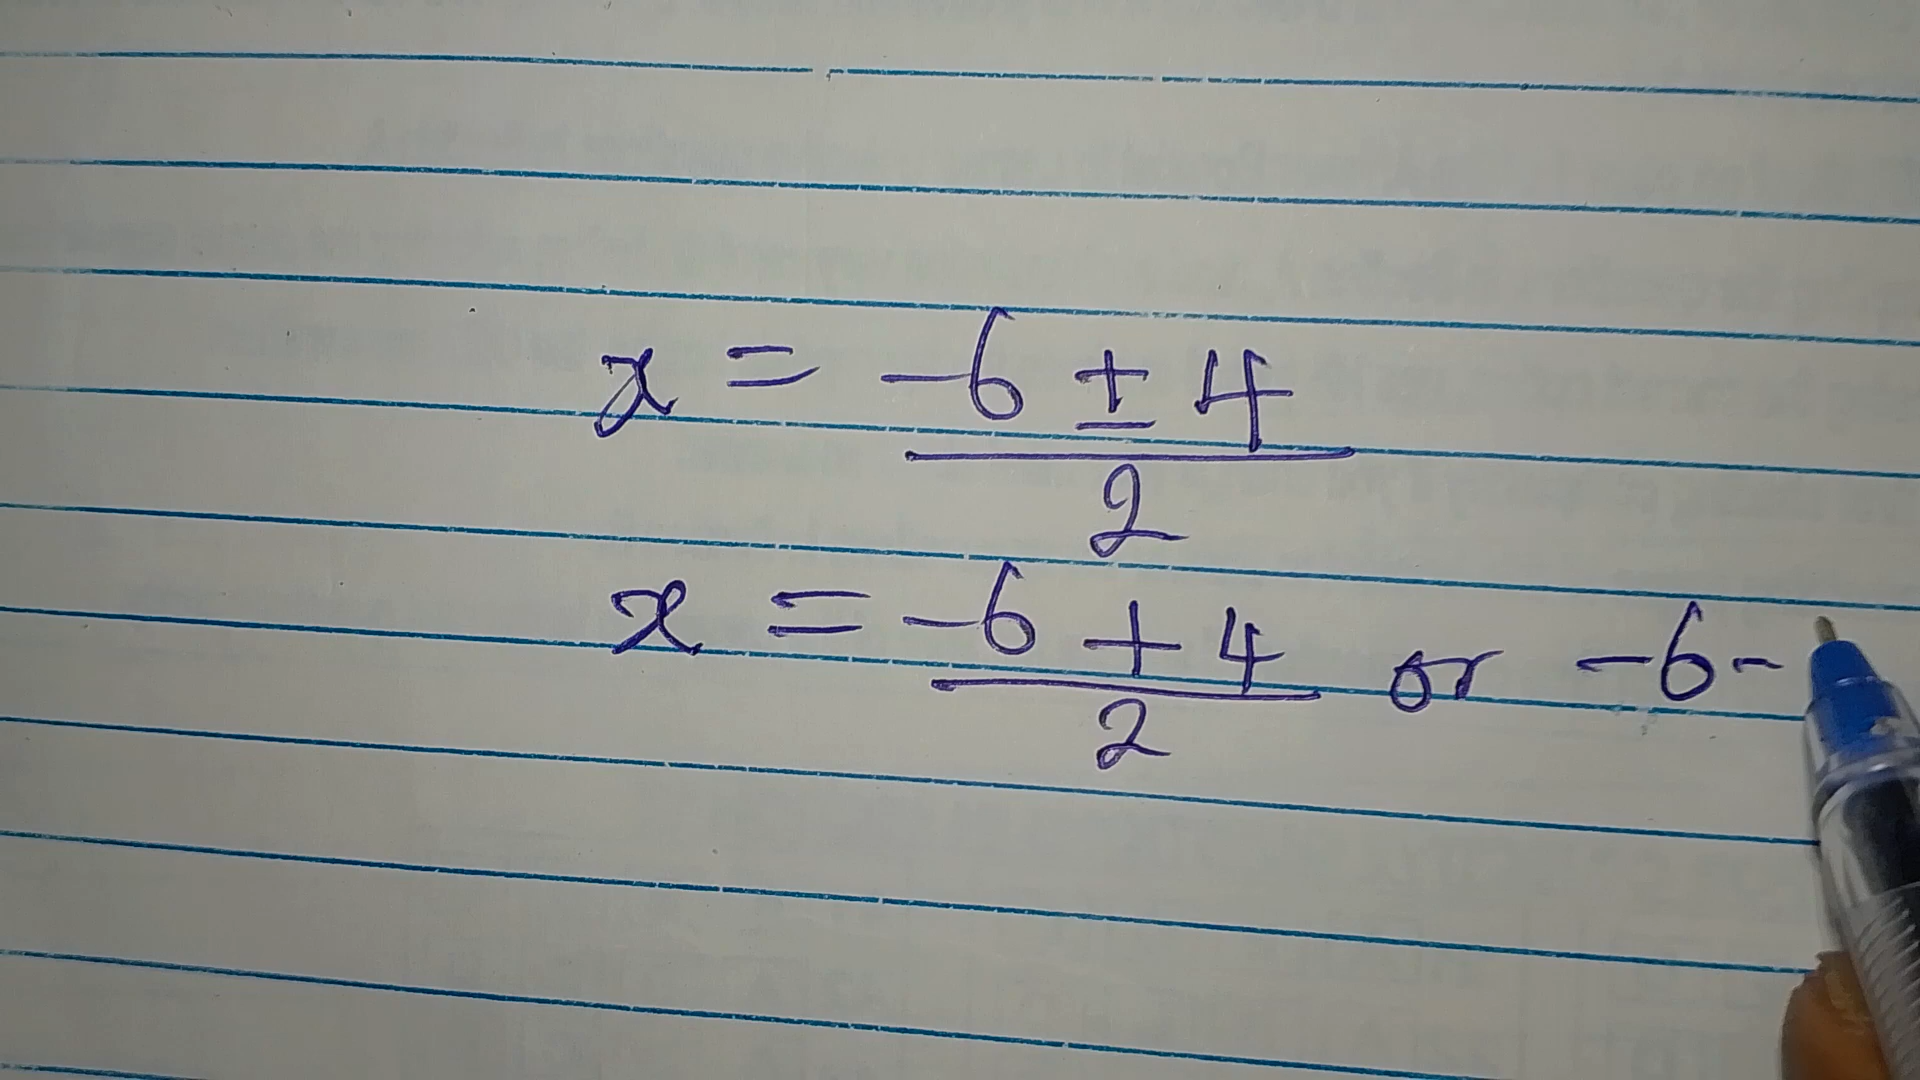 x = -6 ± 4
2
x = -6 + 4 or -6 -
2